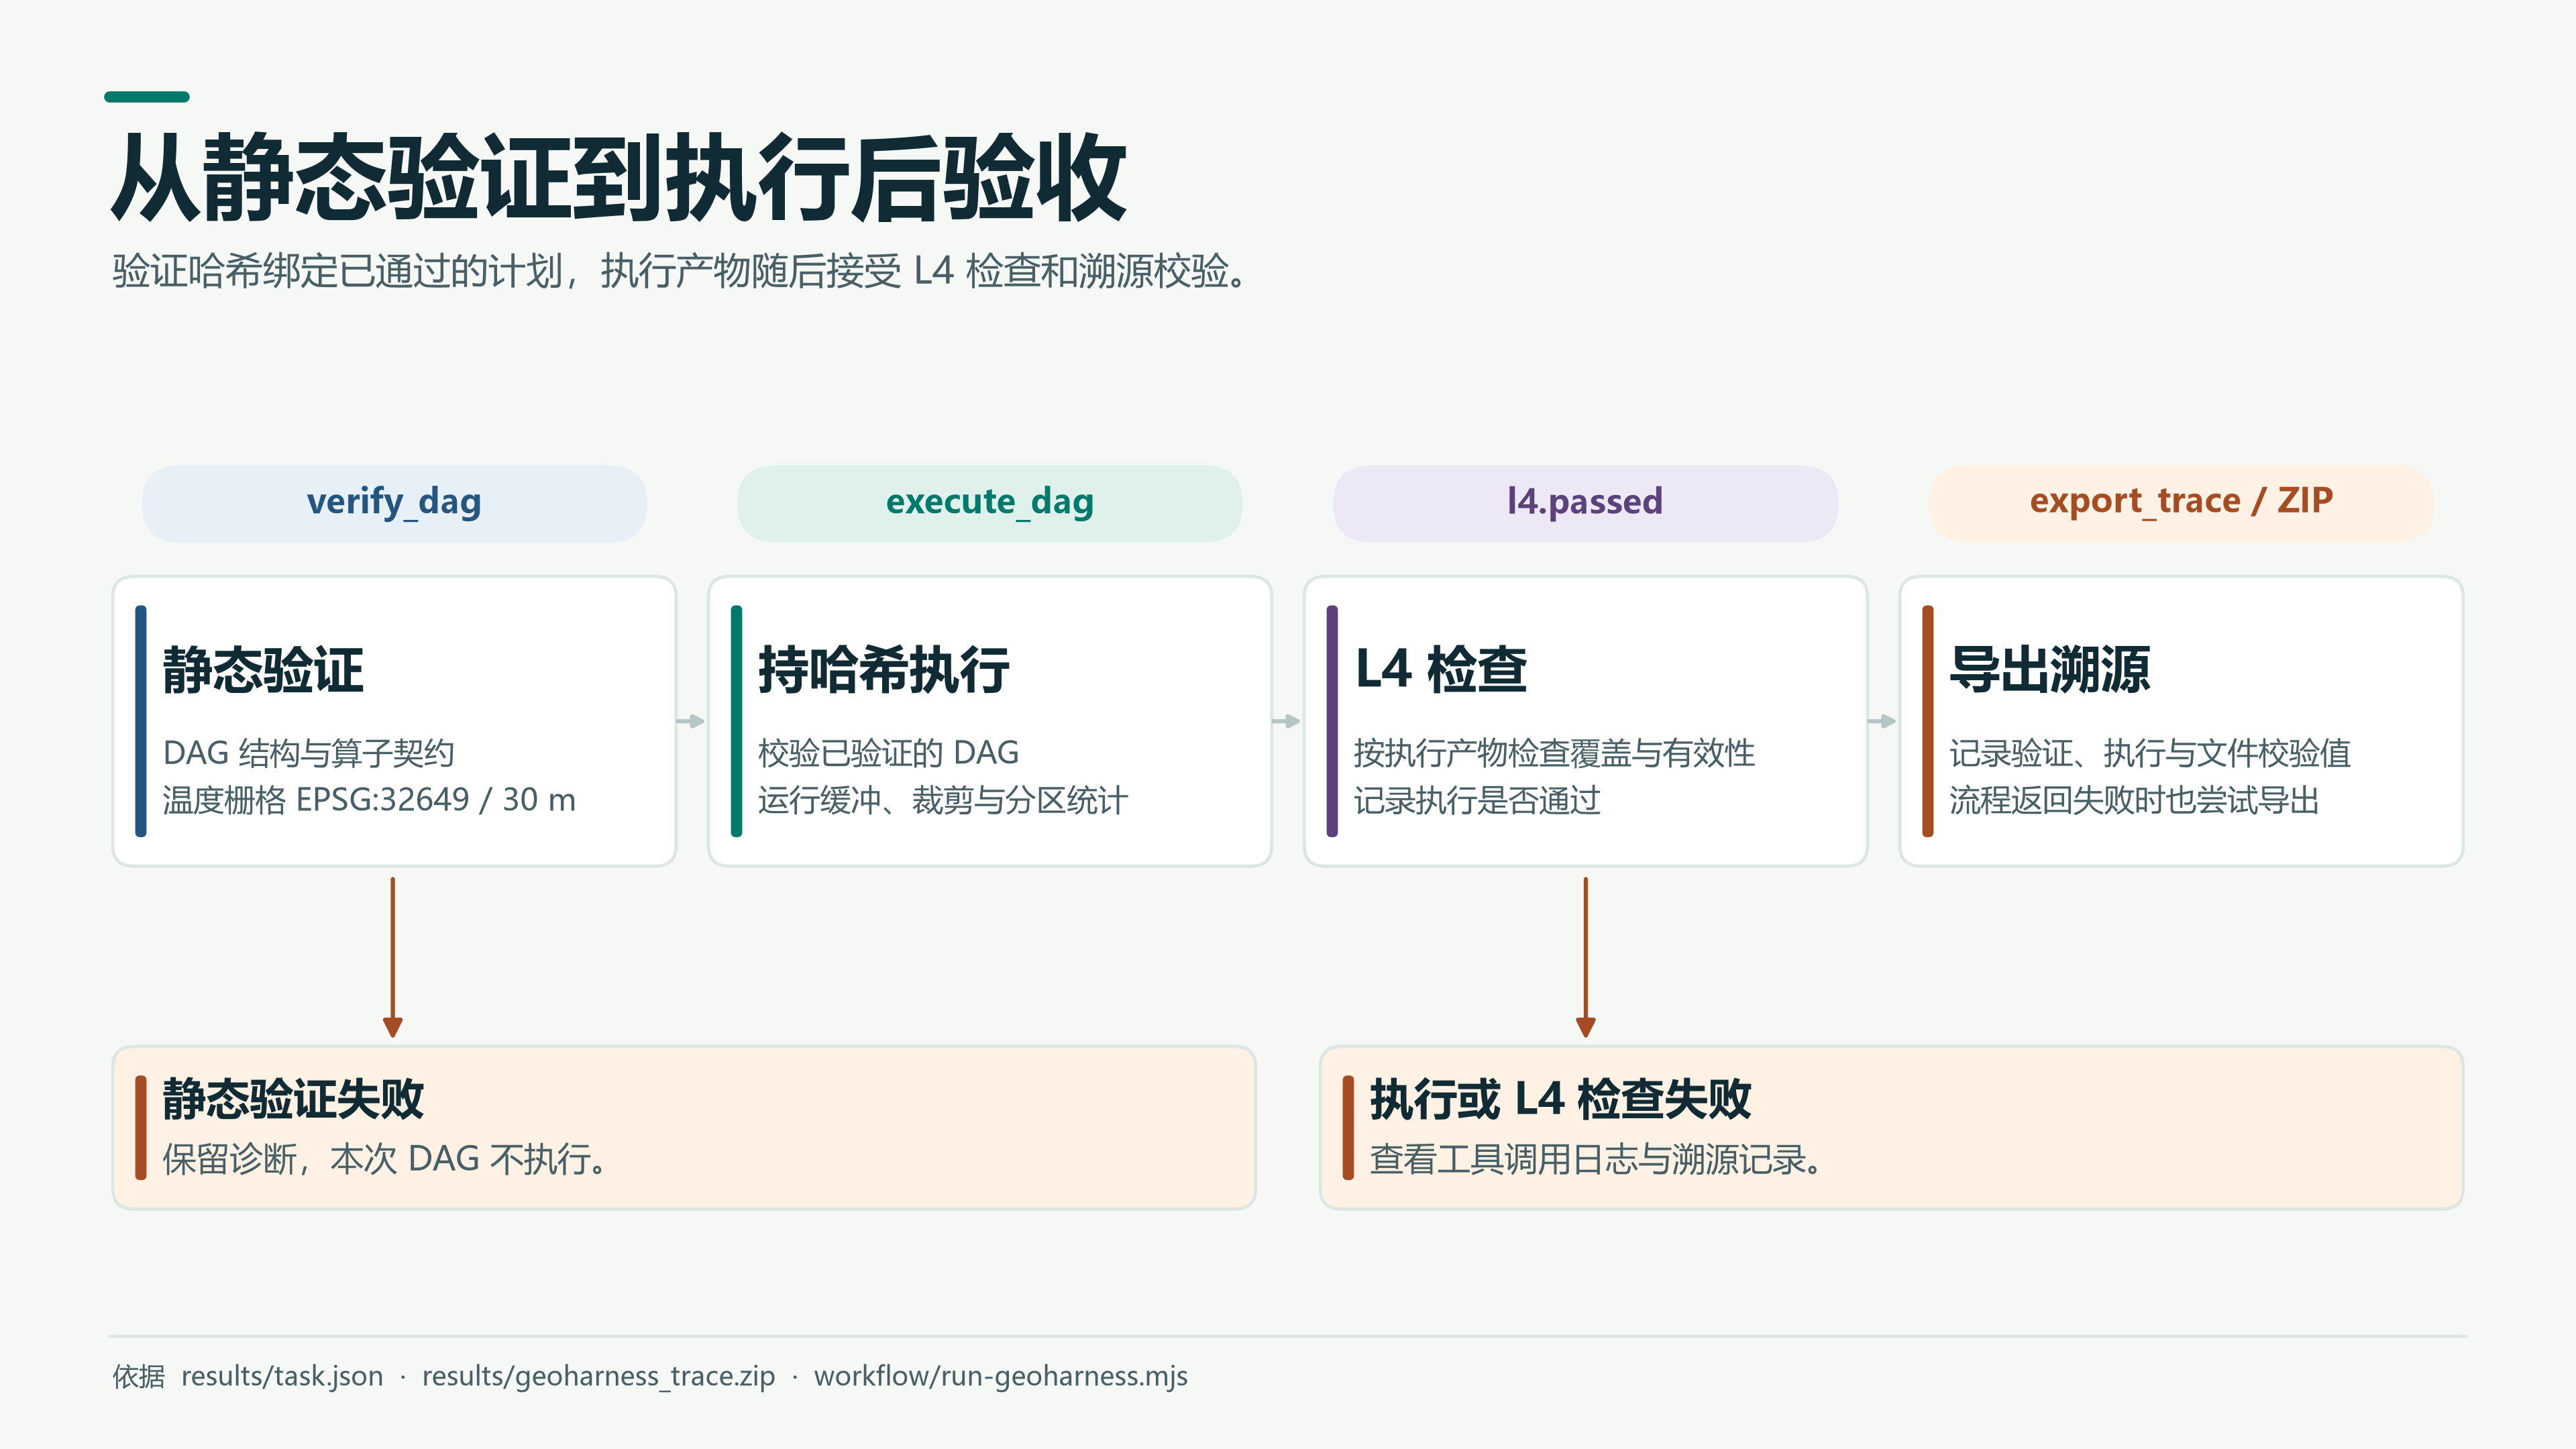 从静态验证到执行后验收
验证哈希绑定已通过的计划，执行产物随后接受 L4 检查和溯源校验。
verify_dag
execute_dag
l4.passed
export_trace / ZIP
静态验证
DAG 结构与算子契约
温度栅格 EPSG:32649 / 30 m
持哈希执行
校验已验证的 DAG
运行缓冲、裁剪与分区统计
L4 检查
按执行产物检查覆盖与有效性
记录执行是否通过
导出溯源
记录验证、执行与文件校验值
流程返回失败时也尝试导出
静态验证失败
保留诊断，本次 DAG 不执行。
执行或 L4 检查失败
查看工具调用日志与溯源记录。
依据 results/task.json · results/geoharness_trace.zip · workflow/run-geoharness.mjs